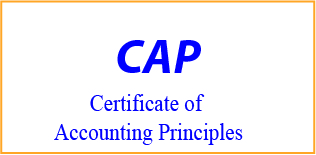 CAP
Certificate of
Accounting Principles